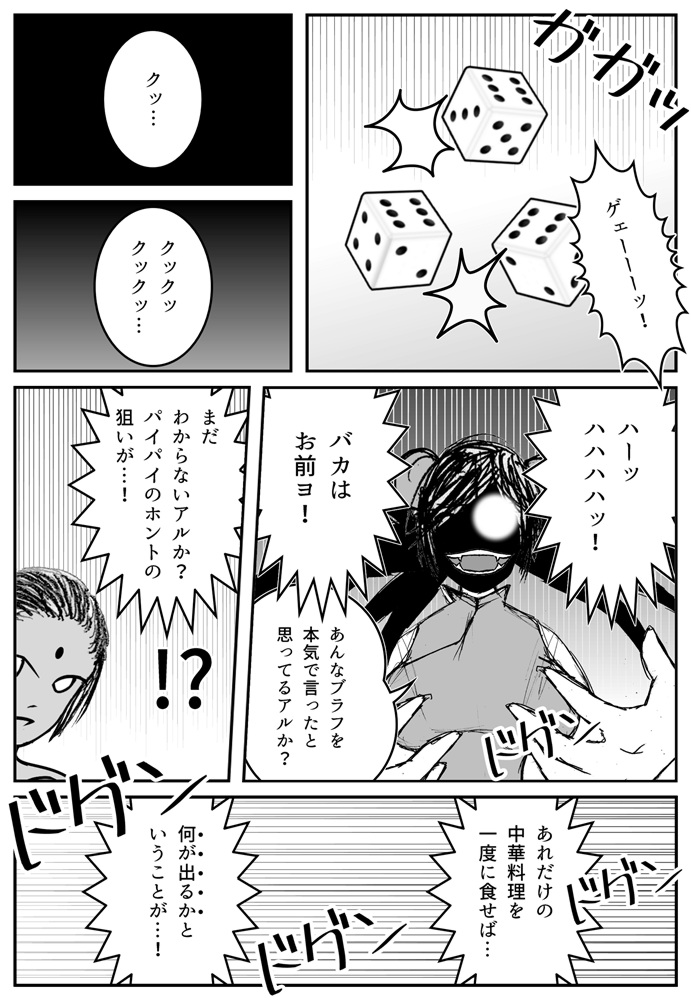 ガガガッ
ゲェーーーッ！
クッ…
クックッ
クックッ…
ハーッ
ハハハハッ！
バカは
お前ヨ！
あんなブラフを
本気で言ったと
思ってるアルか？
ドグン
まだ
わからないアルか？
パイパイのホントの
狙いが…！
!?
ドグン
あれだけの
中華料理を
一度に食せば…
ドグン
ドグン
何が出るかと
いうことが…！